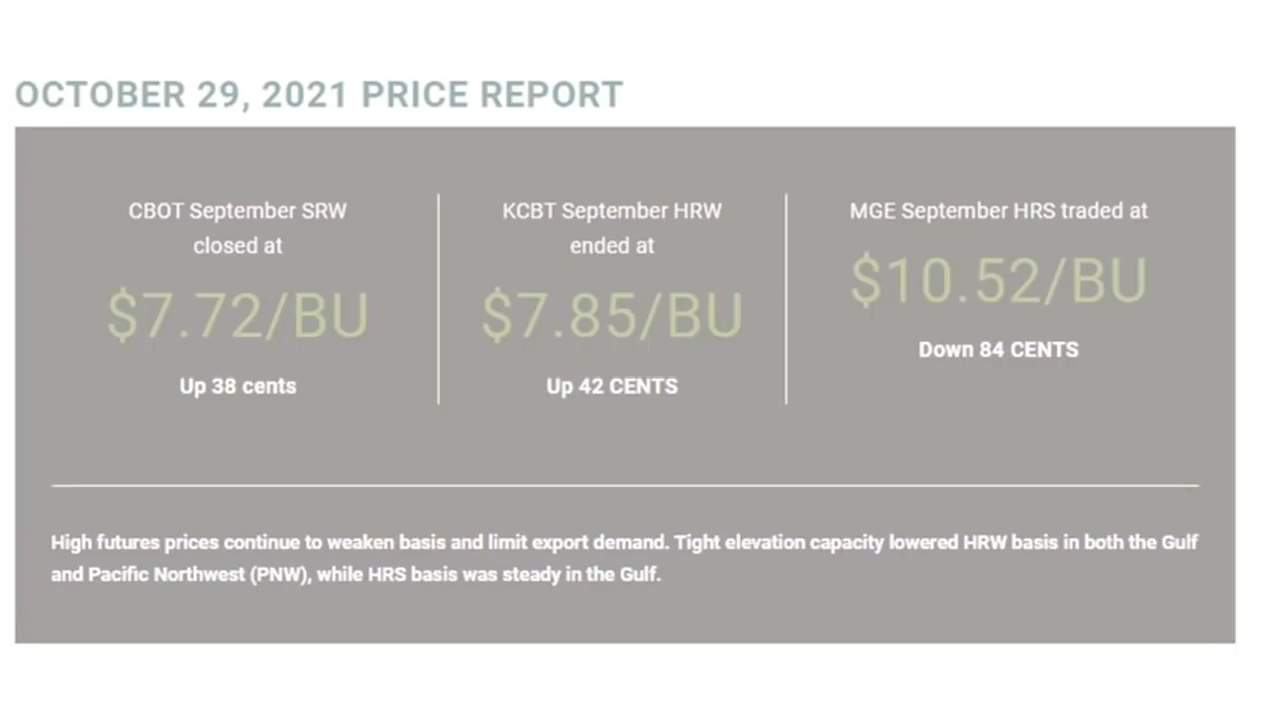 OCTOBER 29, 2021 PRICE REPORT
CBOT September SRW
closed at
$7.72/BU
Up 38 cents
KCBT September HRW
ended at
$7.85/BU
Up 42 CENTS
MGE September HRS traded at
$10.52/BU
Down 84 CENTS
High futures prices continue to weaken basis and limit export demand. Tight elevation capacity lowered HRW basis in both the Gulf
and Pacific Northwest (PNW), while HRS basis was steady in the Gulf.